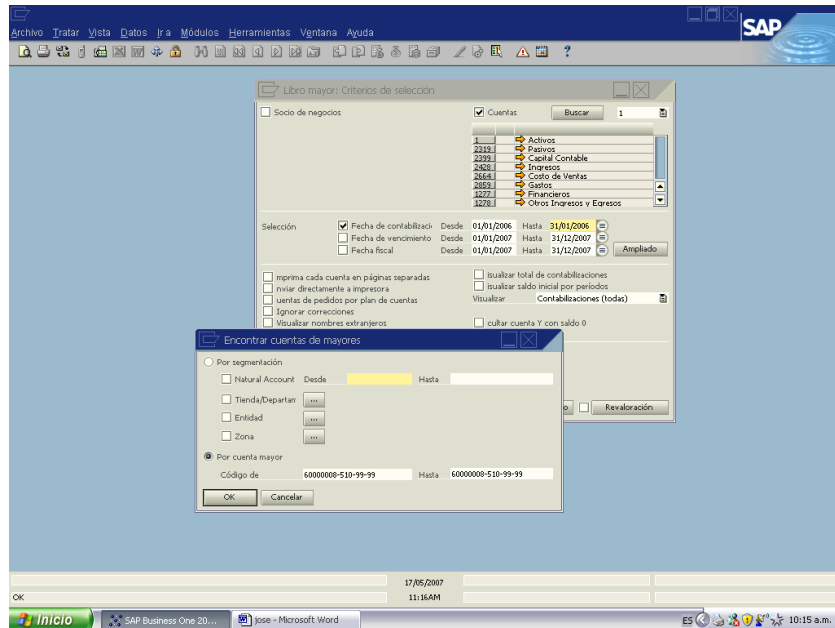 Archivo Tratar Vista Datos Ir a Módulos Herramientas Ventana Ayuda
SAP
Libro mayor: Criterios de selección
Socio de negocios
Cuentas Buscar 1
1 Activos
2319 Pasivos
2399 Capital Contable
2428 Ingresos
2664 Costo de Ventas
2859 Gastos
1277 Financieros
1278 Otros Ingresos y Egresos
Selección
Fecha de contabilizaci Desde 01/01/2006 Hasta 31/01/2006
Fecha de vencimiento Desde 01/01/2007 Hasta 31/12/2007
Fecha fiscal Desde 01/01/2007 Hasta 31/12/2007 Ampliado
mprima cada cuenta en páginas separadas
nviar directamente a impresora
uentas de pedidos por plan de cuentas
Ignorar correcciones
Visualizar nombres extranjeros
isualizar total de contabilizaciones
isualizar saldo inicial por períodos
Visualizar Contabilizaciones (todas)
cultar cuenta Y con saldo 0
o Revaloración
Encontrar cuentas de mayores
Por segmentación
Natural Account Desde Hasta
Tienda/Departam ...
Entidad ...
Zona ...
Por cuenta mayor
Código de 60000008-510-99-99 Hasta 60000008-510-99-99
OK Cancelar
17/05/2007
OK 11:16AM
Inicio SAP Business One 20... jose - Microsoft Word ES 10:15 a.m.